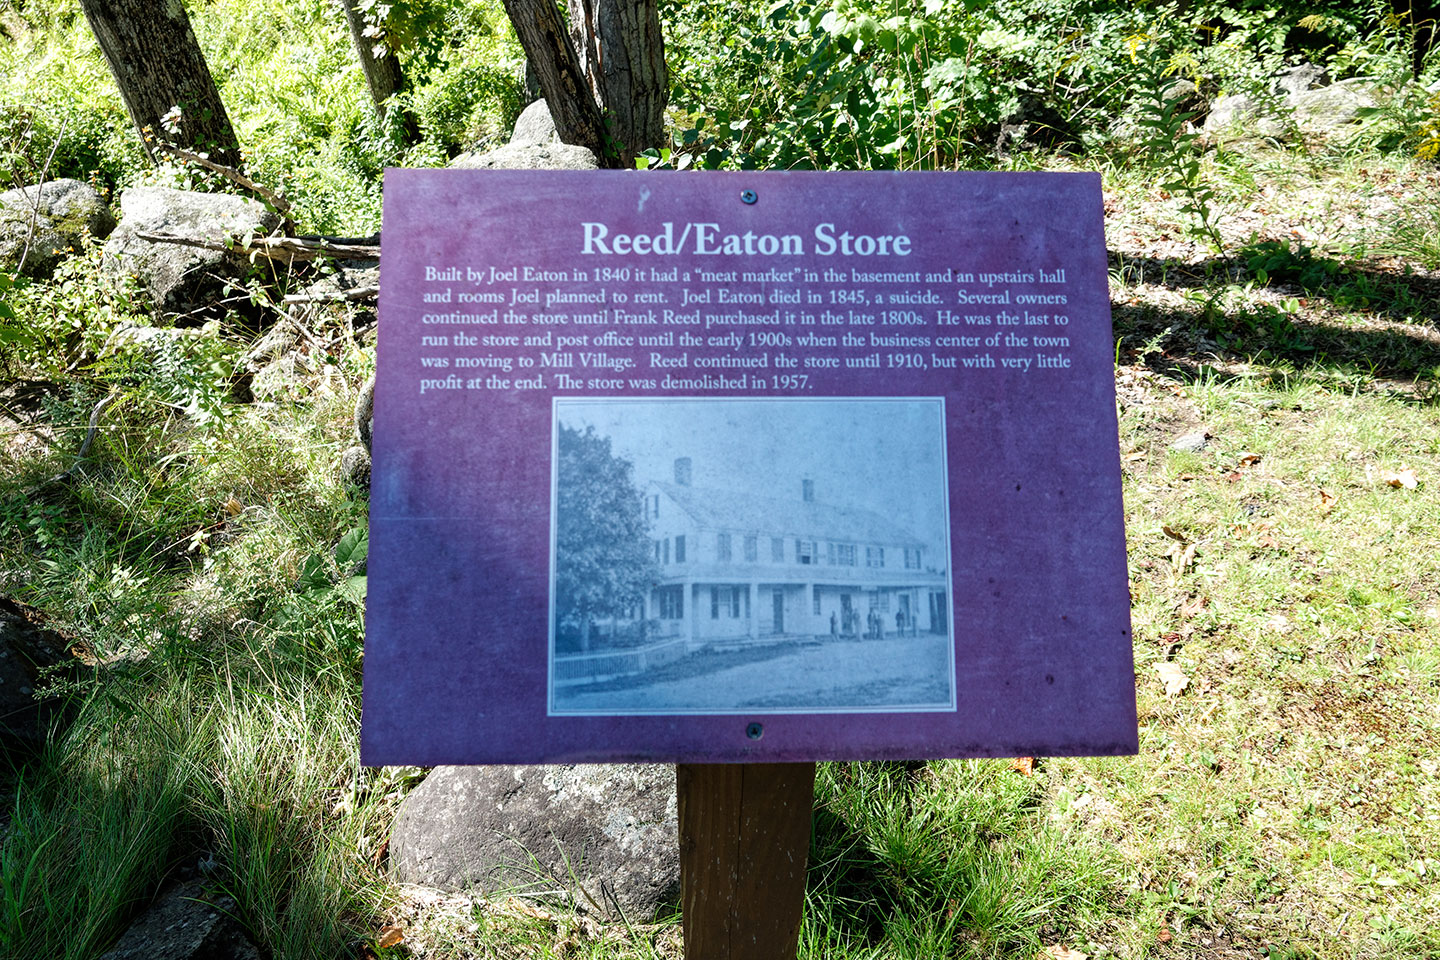 Reed/Eaton Store
Built by Joel Eaton in 1840 it had a “meat market” in the basement and an upstairs hall
and rooms Joel planned to rent.  Joel Eaton died in 1845, a suicide.  Several owners
continued the store until Frank Reed purchased it in the late 1800s.  He was the last to
run the store and post office until the early 1900s when the business center of the town
was moving to Mill Village.  Reed continued the store until 1910, but with very little
profit at the end.  The store was demolished in 1957.